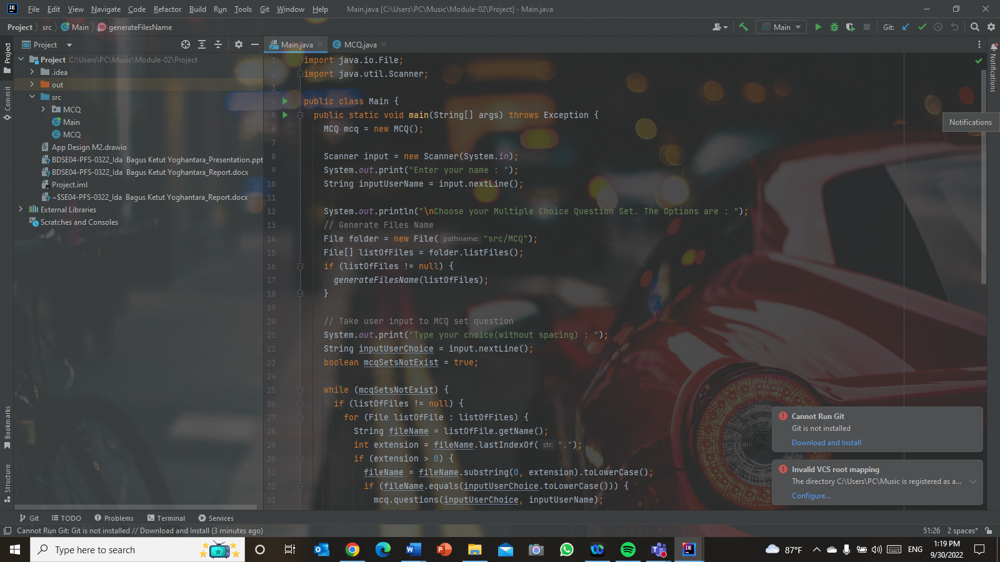 File Edit View Navigate Code Refactor Build Run Tools Git Window Help Main.java [C:\Users\PC\Music\Module-02\Project] - Main.java
Project src Main generateFilesName
Main Git:
Project
Main.java MCQ.java
Project C:\Users\PC\Music\Module-02\Project
.idea
out
src
MCQ
Main
MCQ
App Design M2.drawio
BDSE04-PFS-0322_Ida Bagus Ketut Yoghantara_Presentation.ppt
BDSE04-PFS-0322_Ida Bagus Ketut Yoghantara_Report.docx
Project.iml
~$SE04-PFS-0322_Ida Bagus Ketut Yoghantara_Report.docx
External Libraries
Scratches and Consoles
Project
Commit
Bookmarks
Structure
1 import java.io.File;
2 import java.util.Scanner;
3
4 public class Main {
5 public static void main(String[] args) throws Exception {
6 MCQ mcq = new MCQ();
7
8 Scanner input = new Scanner(System.in);
9 System.out.print("Enter your name : ");
10 String inputUserName = input.nextLine();
11
12 System.out.println("\nChoose your Multiple Choice Question Set. The Options are : ");
13 // Generate Files Name
14 File folder = new File( pathname: "src/MCQ");
15 File[] listOfFiles = folder.listFiles();
16 if (listOfFiles != null) {
17 generateFilesName(listOfFiles);
18 }
19
20 // Take user input to MCQ set question
21 System.out.print("Type your choice(without spacing) : ");
22 String inputUserChoice = input.nextLine();
23 boolean mcqSetsNotExist = true;
24
25 while (mcqSetsNotExist) {
26 if (listOfFiles != null) {
27 for (File listOfFile : listOfFiles) {
28 String fileName = listOfFile.getName();
29 int extension = fileName.lastIndexOf( str: ".");
30 if (extension > 0) {
31 fileName = fileName.substring(0, extension).toLowerCase();
32 if (fileName.equals(inputUserChoice.toLowerCase())) {
33 mcq.questions(inputUserChoice, inputUserName);
Notifications
Notifications
Cannot Run Git
Git is not installed
Download and Install
Invalid VCS root mapping
The directory C:\Users\PC\Music is registered as a...
Configure...
Git TODO Problems Terminal Services
Cannot Run Git: Git is not installed // Download and Install (3 minutes ago) 51:26 2 spaces*
Type here to search
87°F ENG
1:19 PM
9/30/2022